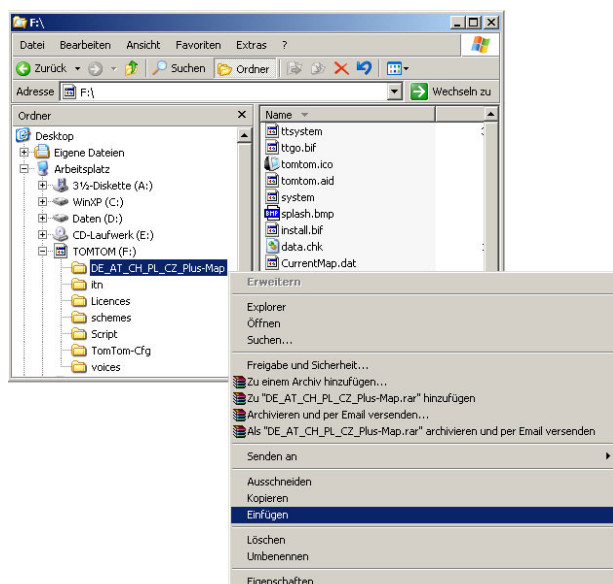 F:\
Datei Bearbeiten Ansicht Favoriten Extras ?
Zurück Suchen Ordner
Adresse F:\ Wechseln zu
Ordner
Desktop
Eigene Dateien
Arbeitsplatz
3½-Diskette (A:)
WinXP (C:)
Daten (D:)
CD-Laufwerk (E:)
TOMTOM (F:)
DE_AT_CH_PL_CZ_Plus-Map
itn
Licences
schemes
Script
TomTom-Cfg
voices
Name
ttsystem
ttgo.bif
tomtom.ico
tomtom.aid
system
BMP splash.bmp
install.bif
data.chk
CurrentMap.dat
Erweitern
Explorer
Öffnen
Suchen...
Freigabe und Sicherheit...
Zu einem Archiv hinzufügen...
Zu "DE_AT_CH_PL_CZ_Plus-Map.rar" hinzufügen
Archivieren und per Email versenden...
Als "DE_AT_CH_PL_CZ_Plus-Map.rar" archivieren und per Email versenden
Senden an
Ausschneiden
Kopieren
Einfügen
Löschen
Umbenennen
Eigenschaften